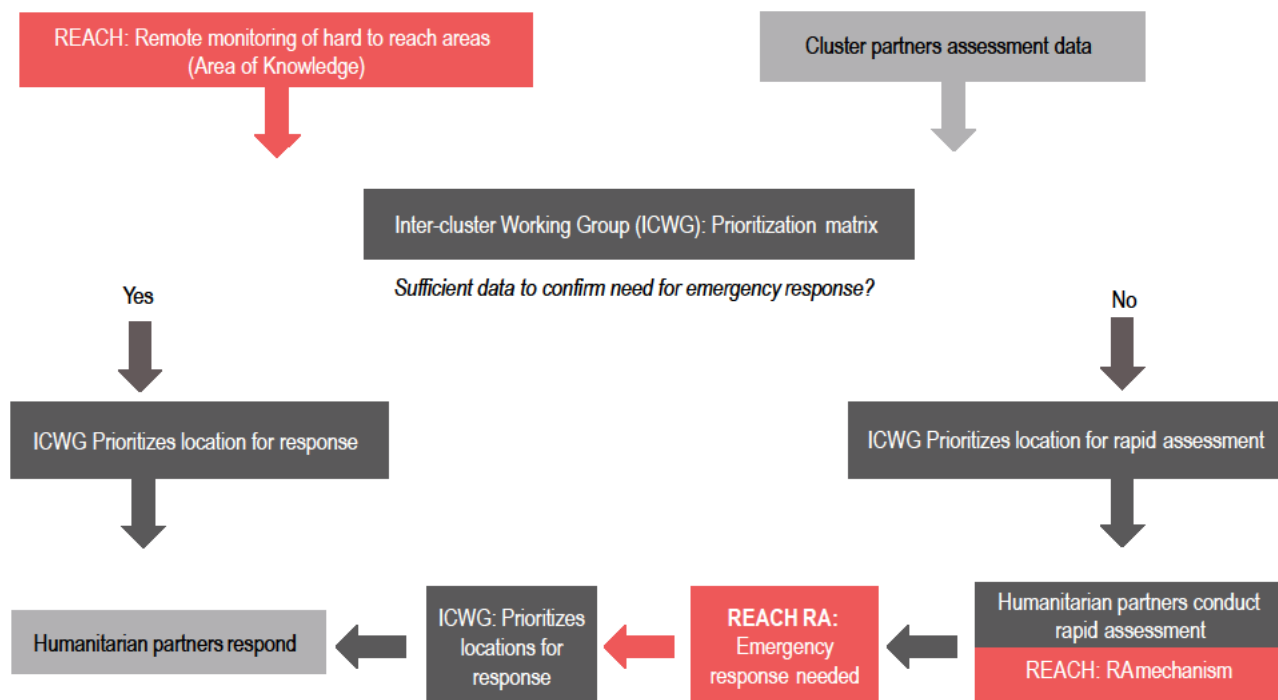 REACH: Remote monitoring of hard to reach areas
(Area of Knowledge)
Cluster partners assessment data
Inter-cluster Working Group (ICWG): Prioritization matrix
Sufficient data to confirm need for emergency response?
Yes
No
ICWG Prioritizes location for response
ICWG Prioritizes location for rapid assessment
Humanitarian partners respond
ICWG: Prioritizes
locations for
response
REACH RA:
Emergency
response needed
Humanitarian partners conduct
rapid assessment
REACH: RA mechanism